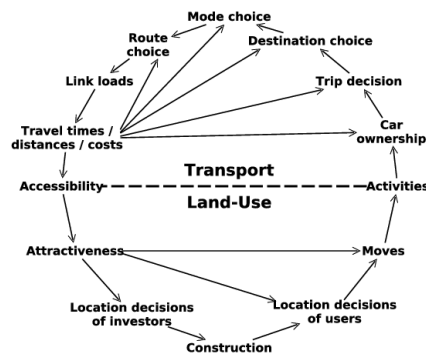 Mode choice
Route
choice
Destination choice
Link loads
Trip decision
Travel times /
distances / costs
Car
ownership
Transport
Accessibility
Activities
Land-Use
Attractiveness
Moves
Location decisions
of investors
Location decisions
of users
Construction